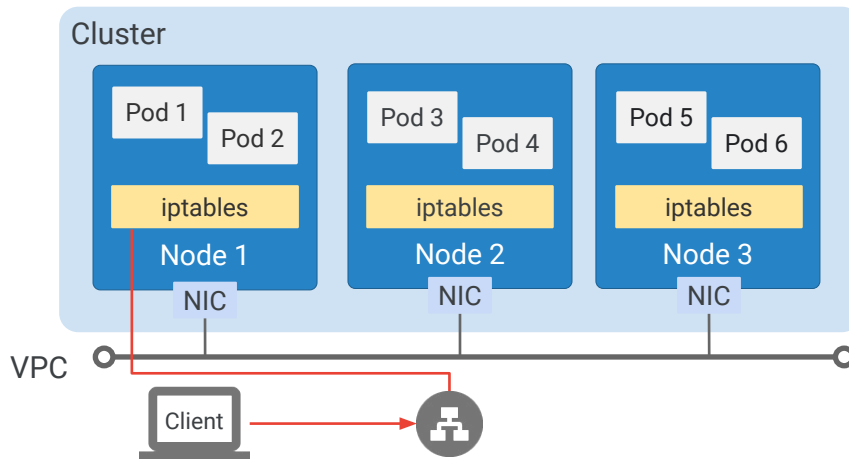 Cluster
Pod 1
Pod 2
iptables
Node 1
NIC
Pod 3
Pod 4
iptables
Node 2
NIC
Pod 5
Pod 6
iptables
Node 3
NIC
VPC
Client